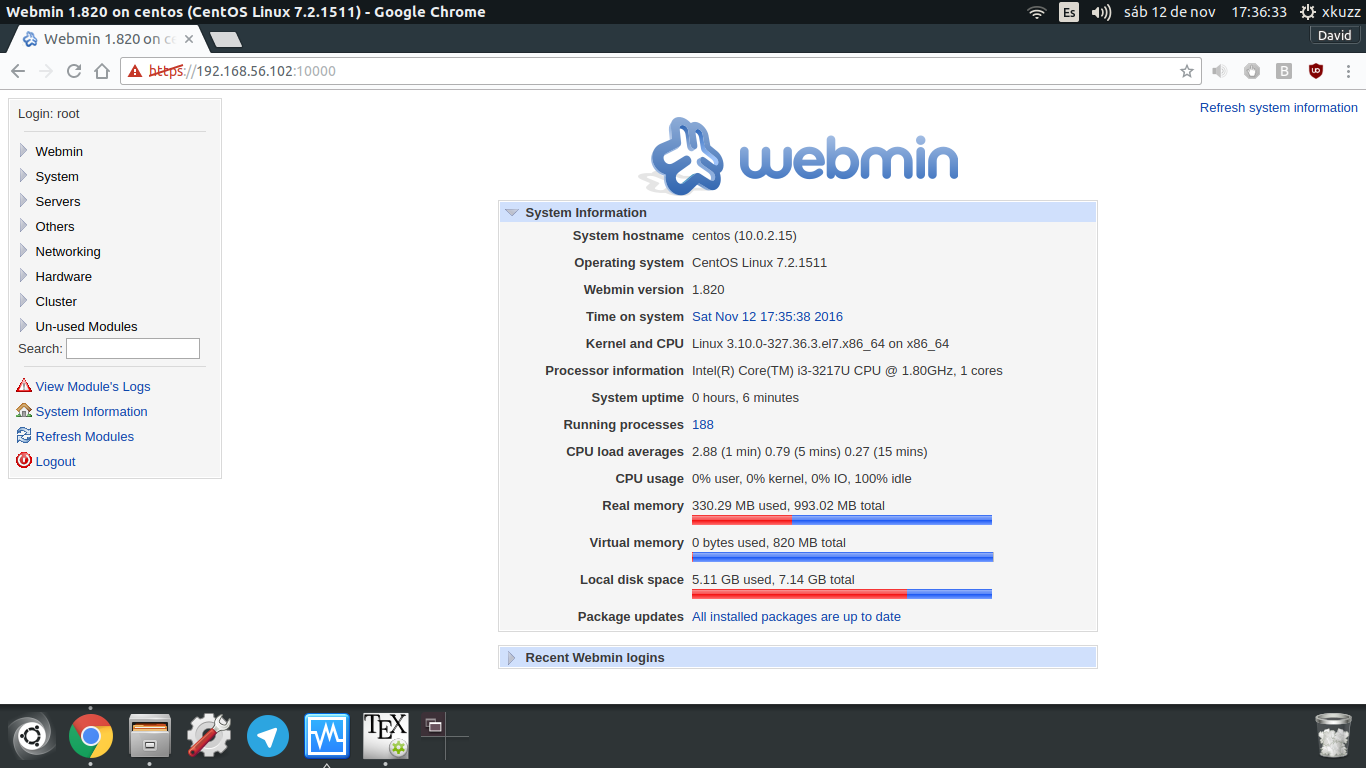 Webmin 1.820 on centos (CentOS Linux 7.2.1511) - Google Chrome
Es
sáb 12 de nov
17:36:33
xkuzz
Webmin 1.820 on ce
David
https://192.168.56.102:10000
Login: root
Webmin
System
Servers
Others
Networking
Hardware
Cluster
Un-used Modules
Search:
View Module's Logs
System Information
Refresh Modules
Logout
Refresh system information
webmin
System Information
System hostname centos (10.0.2.15)
Operating system CentOS Linux 7.2.1511
Webmin version 1.820
Time on system Sat Nov 12 17:35:38 2016
Kernel and CPU Linux 3.10.0-327.36.3.el7.x86_64 on x86_64
Processor information Intel(R) Core(TM) i3-3217U CPU @ 1.80GHz, 1 cores
System uptime 0 hours, 6 minutes
Running processes 188
CPU load averages 2.88 (1 min) 0.79 (5 mins) 0.27 (15 mins)
CPU usage 0% user, 0% kernel, 0% IO, 100% idle
Real memory 330.29 MB used, 993.02 MB total
Virtual memory 0 bytes used, 820 MB total
Local disk space 5.11 GB used, 7.14 GB total
Package updates All installed packages are up to date
Recent Webmin logins
TEX